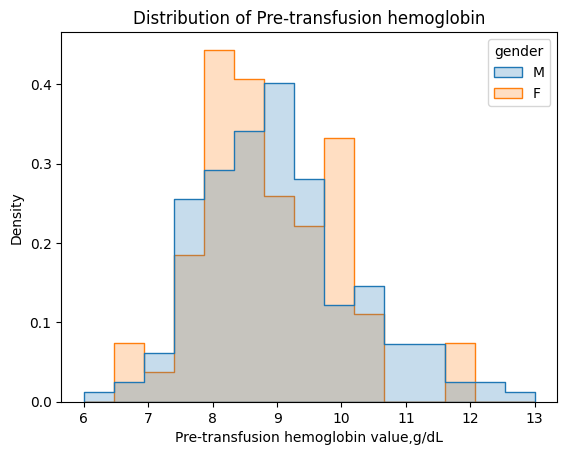 Distribution of Pre-transfusion hemoglobin
gender
M
F
Density
0.4
0.3
0.2
0.1
0.0
6 7 8 9 10 11 12 13
Pre-transfusion hemoglobin value,g/dL